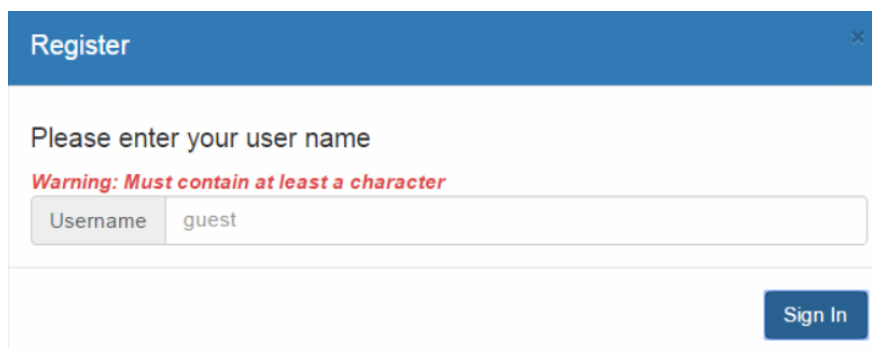 Register ×
Please enter your user name
Warning: Must contain at least a character
Username guest
Sign In